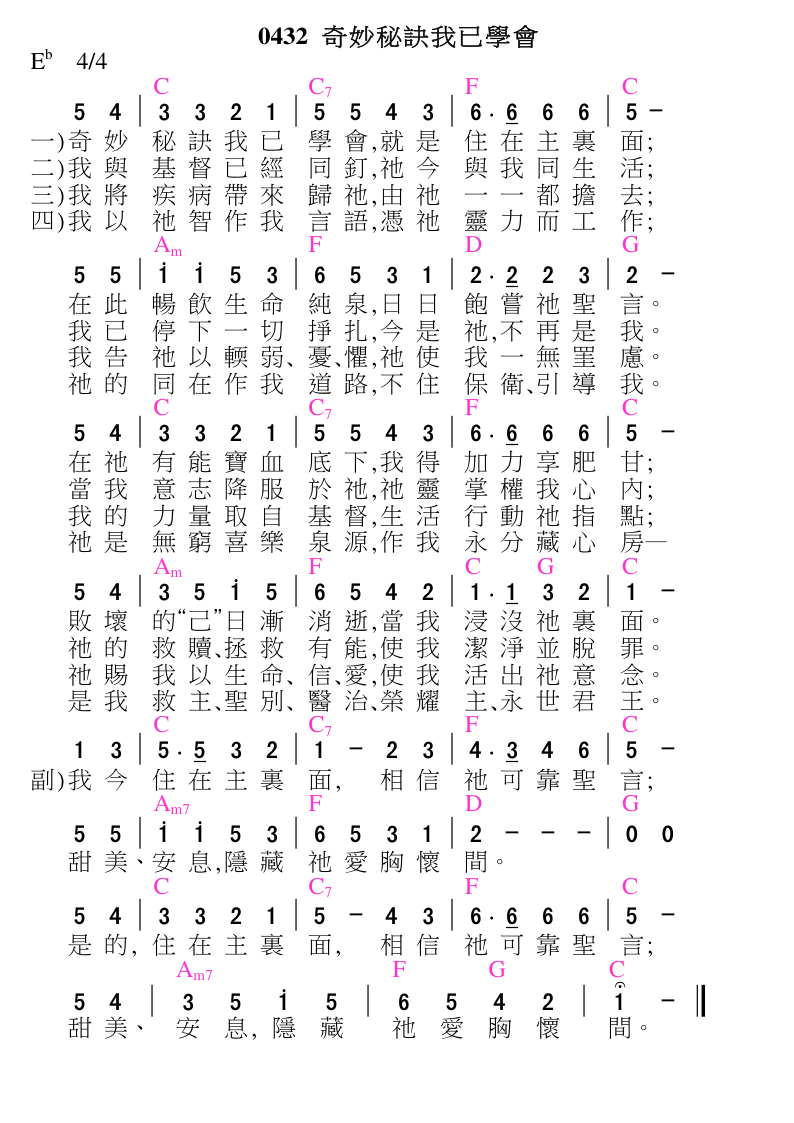 0432 奇妙秘訣我已學會
E♭ 4/4
C C7 F C
5 4 | 3 3 2 1 | 5 5 4 3 | 6 · 6 6 6 | 5 –
一)奇妙 秘訣我已 學會,就是 住在主裏 面;
二)我與 基督已經 同釘,祂今 與我同生 活;
三)我將 疾病帶來 歸祂,由祂 一一都擔 去;
四)我以 祂智作我 言語,憑祂 靈力而工 作;
Am F D G
5 5 | i i 5 3 | 6 5 3 1 | 2 · 2 2 3 | 2 –
在此 暢飲生命 純泉,日日 飽嘗祂聖 言。
我已 停下一切 掙扎,今是 祂,不再是 我。
我告 祂以輭弱、憂、懼,祂使 我一無罣 慮。
祂的 同在作我 道路,不住 保衛、引導 我。
C C7 F C
5 4 | 3 3 2 1 | 5 5 4 3 | 6 · 6 6 6 | 5 –
在祂 有能寶血 底下,我得 加力享肥 甘;
當我 意志降服 於祂,祂靈 掌權我心 內;
我的 力量取自 基督,生活 行動祂指 點;
祂是 無窮喜樂 泉源,作我 永分藏心 房—
Am F C G C
5 4 | 3 5 i 5 | 6 5 4 2 | 1 · 1 3 2 | 1 –
敗壞 的“己”日漸 消逝,當我 浸沒祂裏 面。
祂的 救贖、拯救 有能,使我 潔淨並脫 罪。
祂賜 我以生命、信、愛,使我 活出祂意 念。
是我 救主、聖別、醫治、榮耀 主、永世君 王。
C C7 F C
1 3 | 5 · 5 3 2 | 1 – 2 3 | 4 · 3 4 6 | 5 –
副)我今 住在主裏 面, 相信 祂可靠聖 言;
Am7 F D G
5 5 | i i 5 3 | 6 5 3 1 | 2 – – – | 0 0
甜美、安息,隱藏 祂愛胸懷 間。
C C7 F C
5 4 | 3 3 2 1 | 5 – 4 3 | 6 · 6 6 6 | 5 –
是的, 住在主裏 面, 相信 祂可靠聖 言;
Am7 F G C
5 4 | 3 5 i 5 | 6 5 4 2 | i – ‖
甜美、 安息, 隱藏 祂愛胸懷 間。